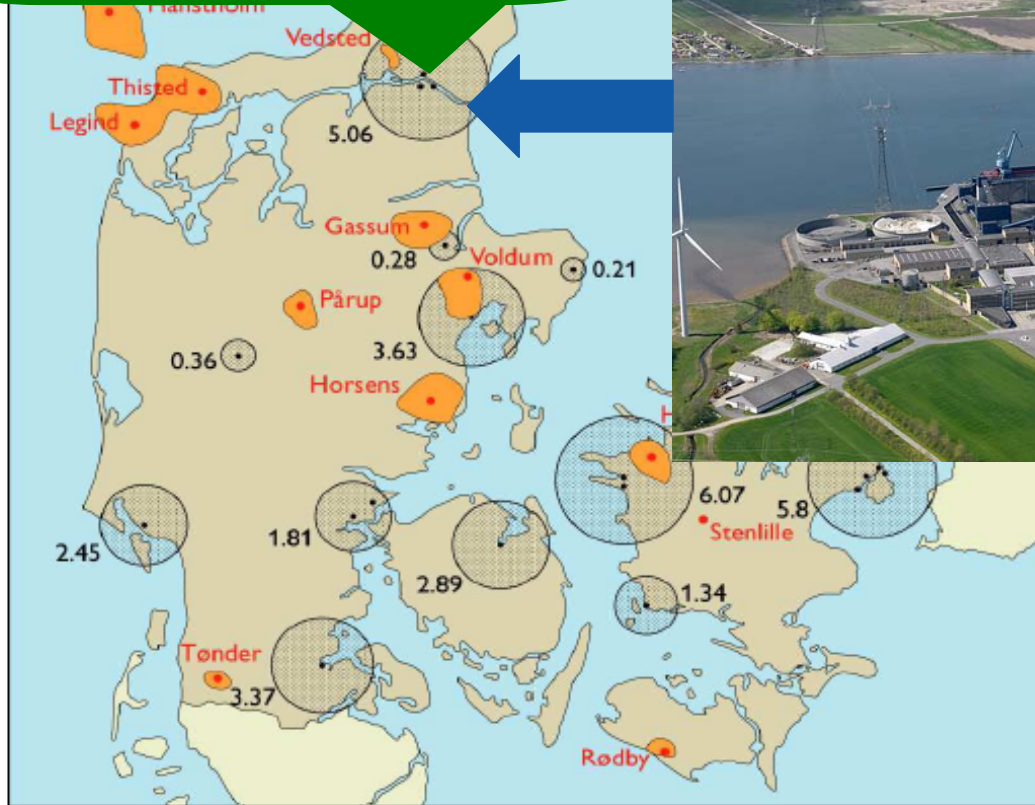 Hanstholm
Vedsted
Thisted
Legind
5.06
Gassum
0.28
Voldum
0.21
Pårup
3.63
0.36
Horsens
H
6.07
5.8
Stenlille
2.45
1.81
2.89
1.34
Tønder
3.37
Rødby